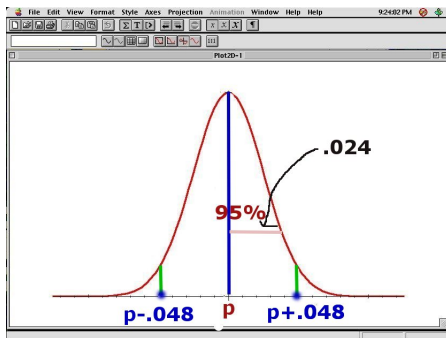 File Edit View Format Style Axes Projection Animation Window Help Help 9:24:02 PM
Σ T x x X ¶
Plot2D•1
.024
95%
p-.048 p p+.048